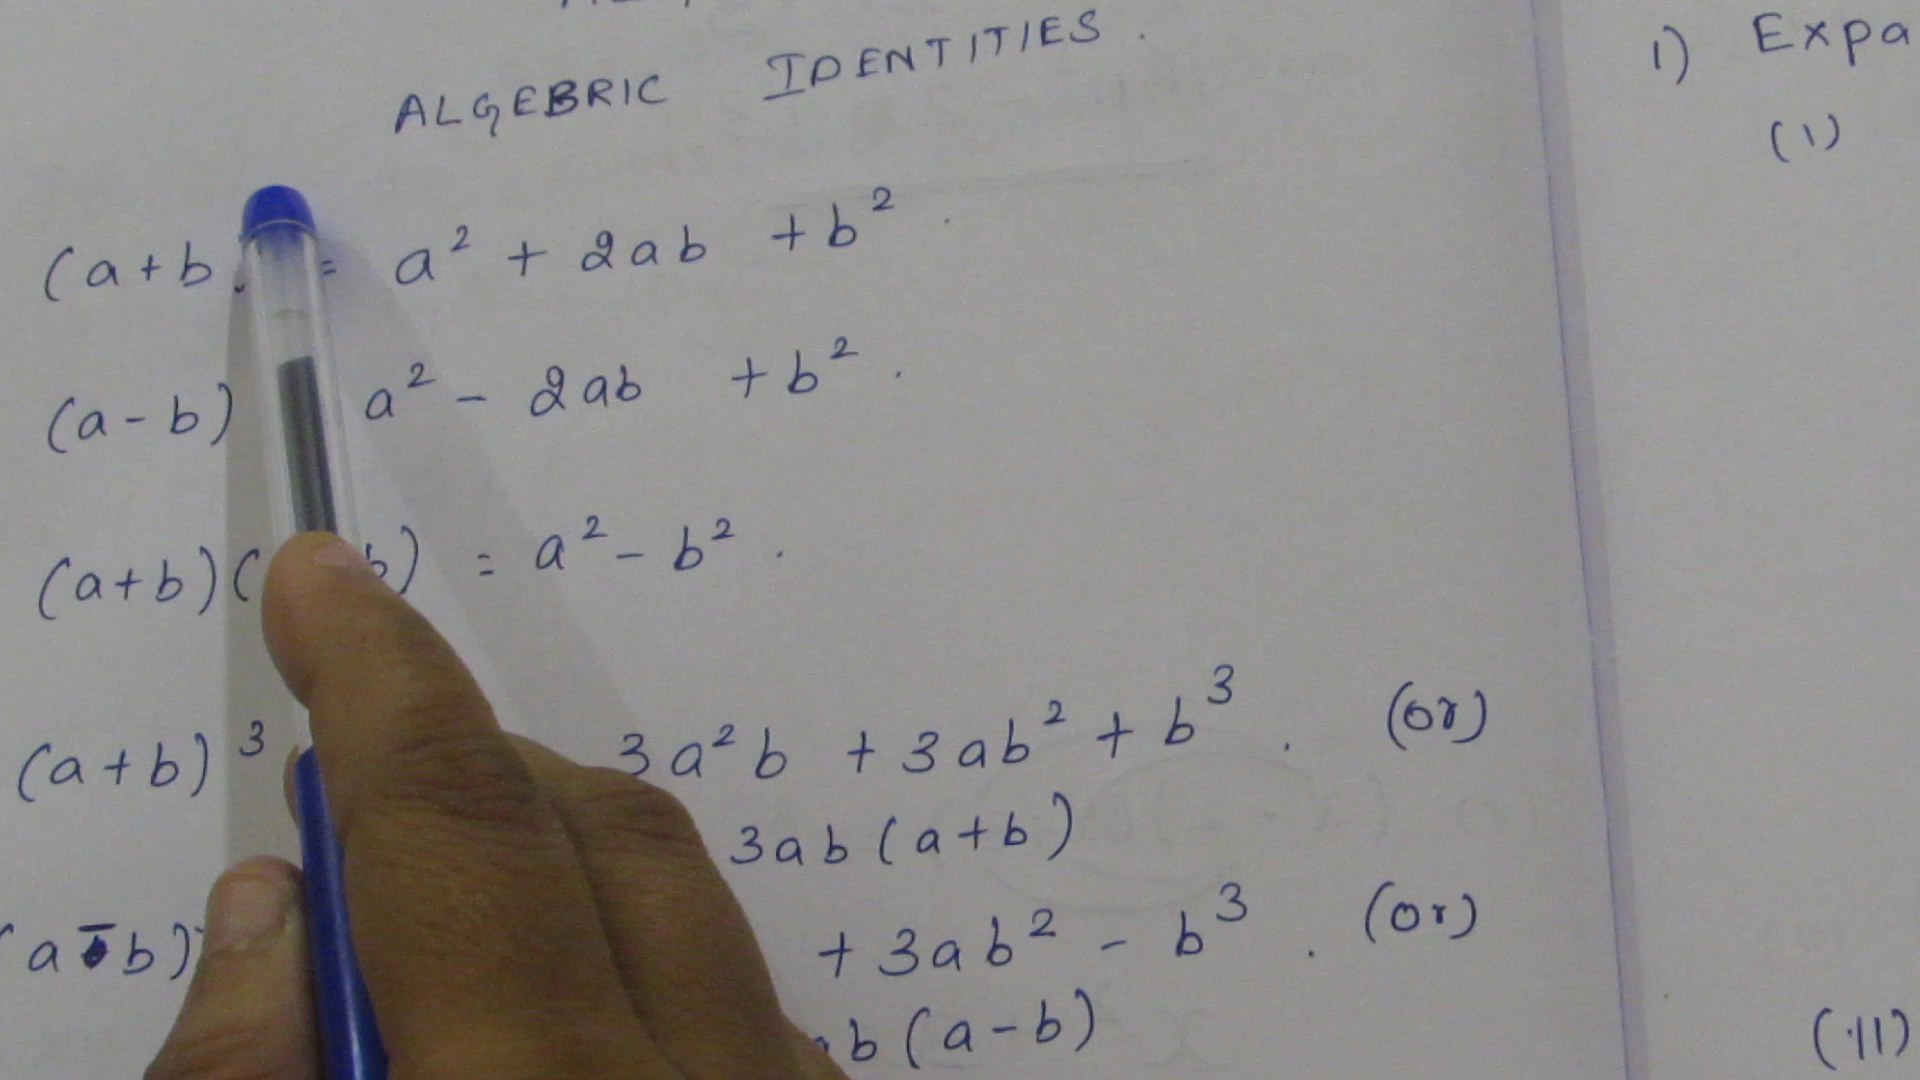 ALGEBRIC IDENTITIES.
(a+b = a² + 2ab + b².
(a-b) a² - 2ab + b².
(a+b)( b) = a² - b².
(a+b)³ 3a²b + 3ab² + b³. (or)
3ab(a+b)
(a-b) + 3ab² - b³. (or)
b(a-b)
1) Expa
(1)
(11)